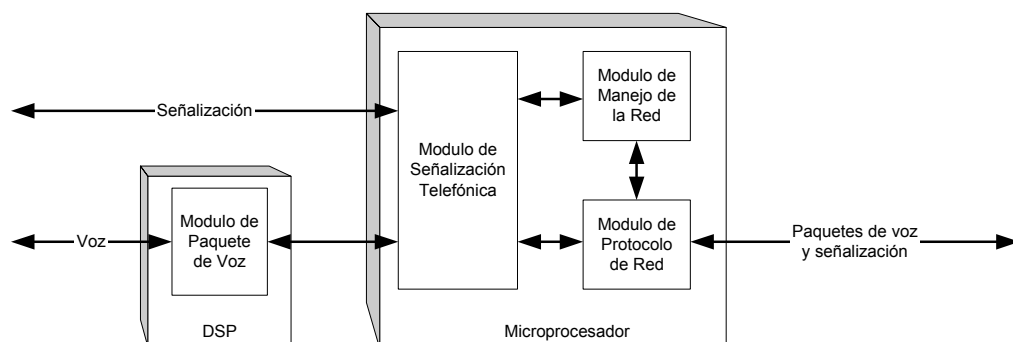 Señalización
Modulo de
Señalización
Telefónica
Modulo de
Manejo de
la Red
Voz
Modulo de
Paquete
de Voz
Modulo de
Protocolo
de Red
Paquetes de voz
y señalización
DSP
Microprocesador